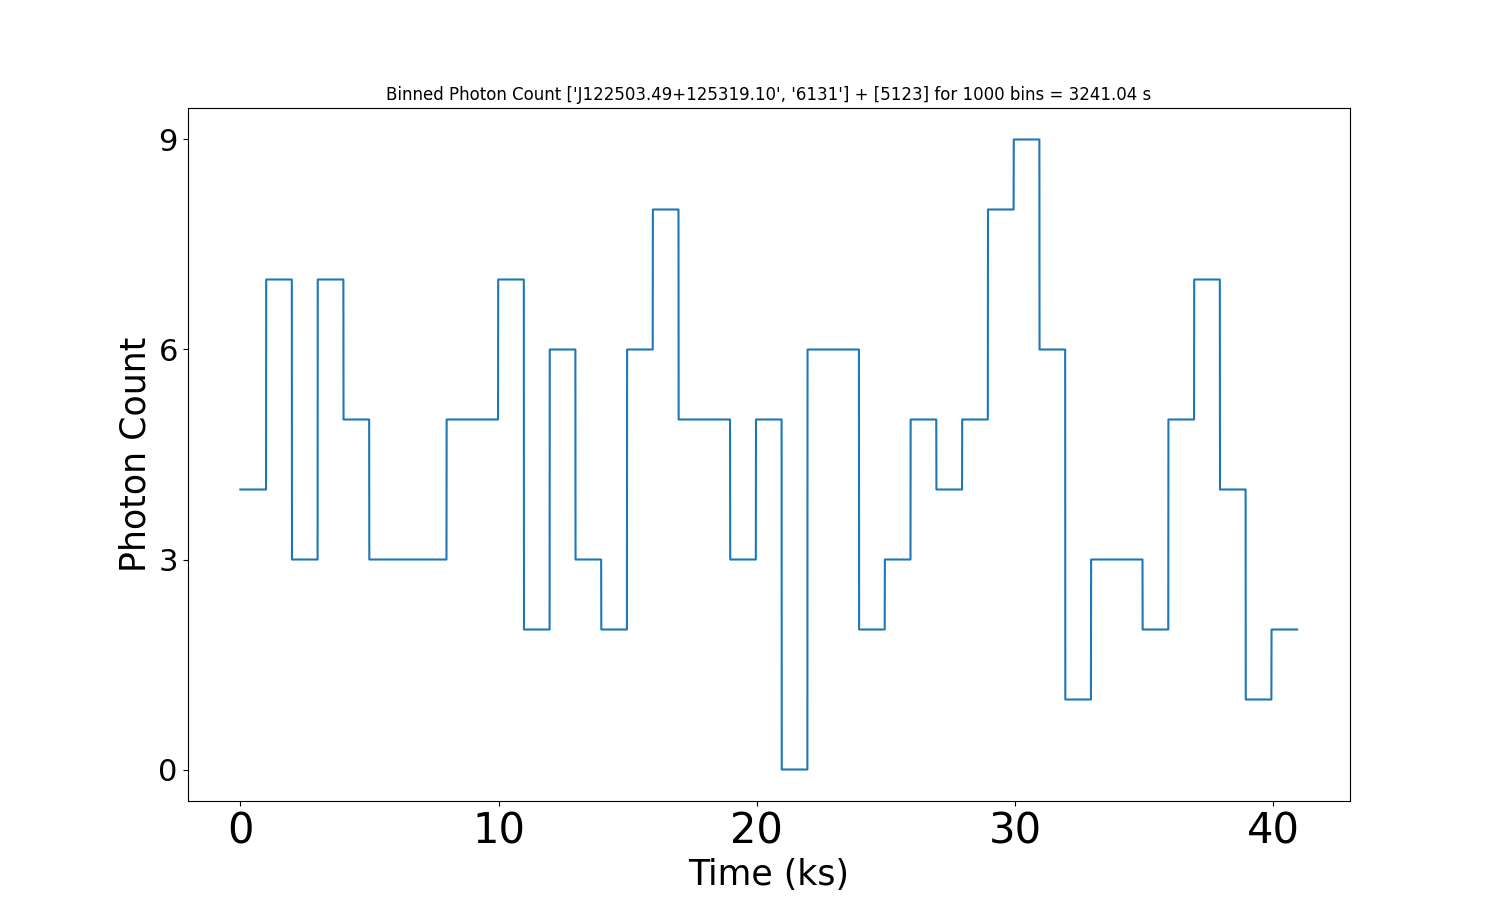 Binned Photon Count ['J122503.49+125319.10', '6131'] + [5123] for 1000 bins = 3241.04 s
Photon Count
9
6
3
0
0 10 20 30 40
Time (ks)